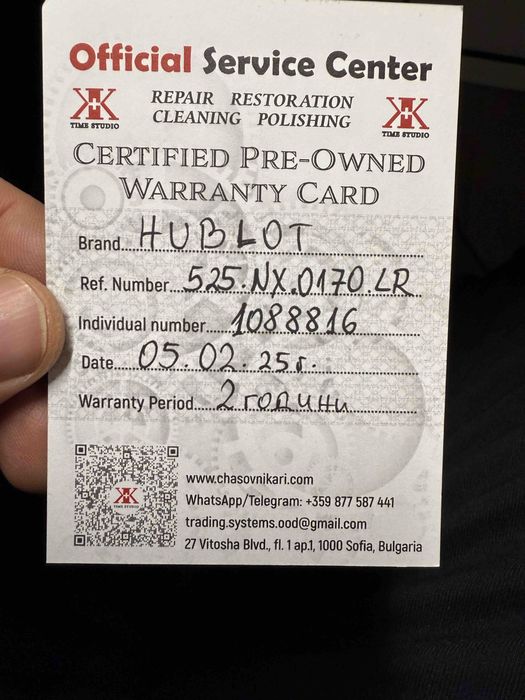 Official Service Center
REPAIR RESTORATION
CLEANING POLISHING
TIME STUDIO
TIME STUDIO
CERTIFIED PRE-OWNED
WARRANTY CARD
Brand...HUBLOT
Ref. Number...525.NX.0170.LR
Individual number...1088816
Date...05.02.25г.
Warranty Period...2 години
TIME STUDIO
www.chasovnikari.com
WhatsApp/Telegram: +359 877 587 441
trading.systems.ood@gmail.com
27 Vitosha Blvd., fl. 1 ap.1, 1000 Sofia, Bulgaria